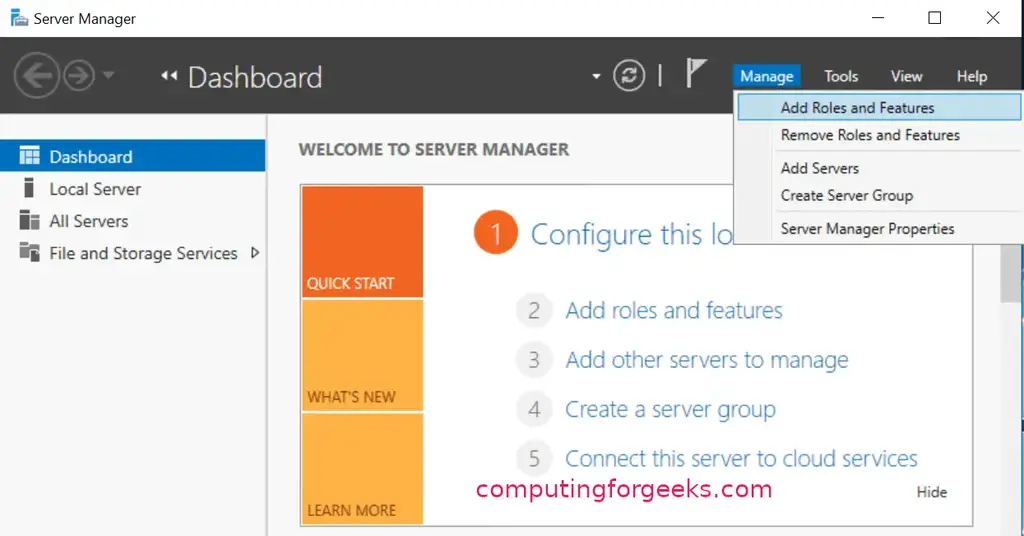 Server Manager
Dashboard
Manage Tools View Help
Add Roles and Features
Remove Roles and Features
Add Servers
Create Server Group
Server Manager Properties
Dashboard
Local Server
All Servers
File and Storage Services
WELCOME TO SERVER MANAGER
QUICK START
WHAT'S NEW
LEARN MORE
1 Configure this lo
2 Add roles and features
3 Add other servers to manage
4 Create a server group
5 Connect this server to cloud services
computingforgeeks.com
Hide